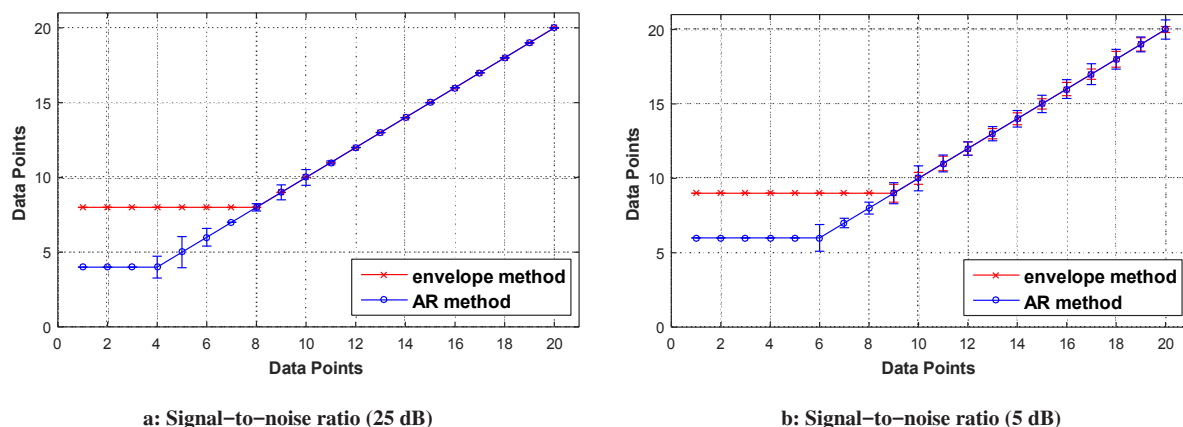 20
15
10
5
0
Data Points
envelope method
AR method
0 2 4 6 8 10 12 14 16 18 20
Data Points
a: Signal−to−noise ratio (25 dB)
20
15
10
5
0
Data Points
envelope method
AR method
0 2 4 6 8 10 12 14 16 18 20
Data Points
b: Signal−to−noise ratio (5 dB)